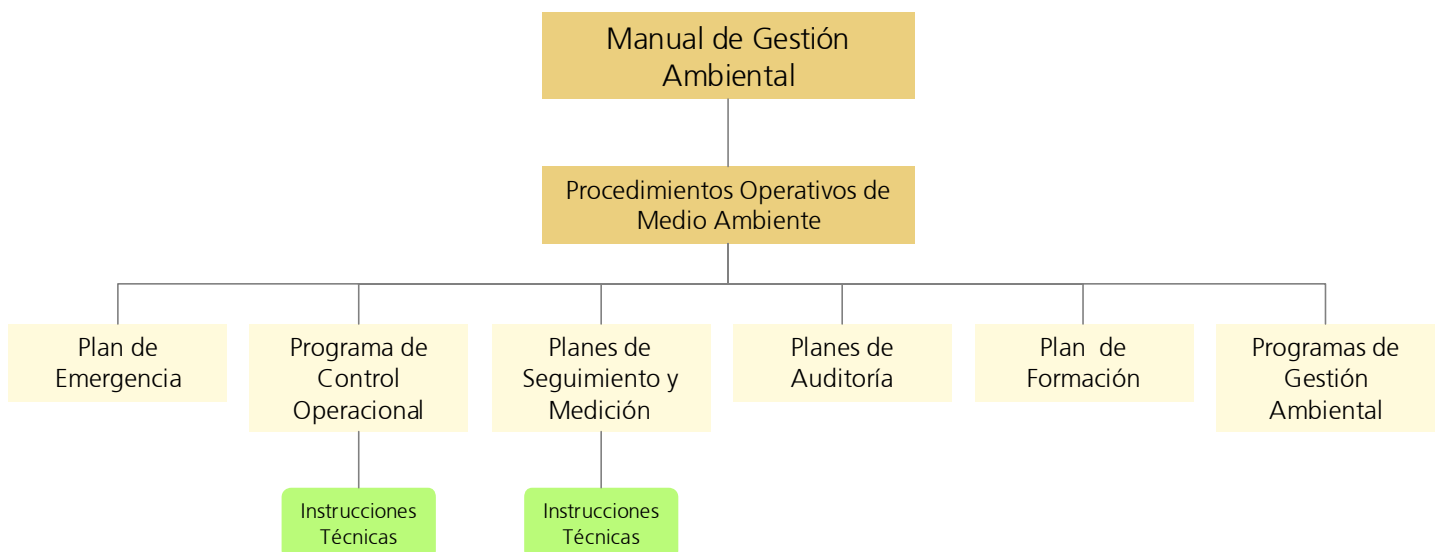 Manual de Gestión
Ambiental
Procedimientos Operativos de
Medio Ambiente
Plan de
Emergencia
Programa de
Control
Operacional
Planes de
Seguimiento y
Medición
Planes de
Auditoría
Plan de
Formación
Programas de
Gestión
Ambiental
Instrucciones
Técnicas
Instrucciones
Técnicas